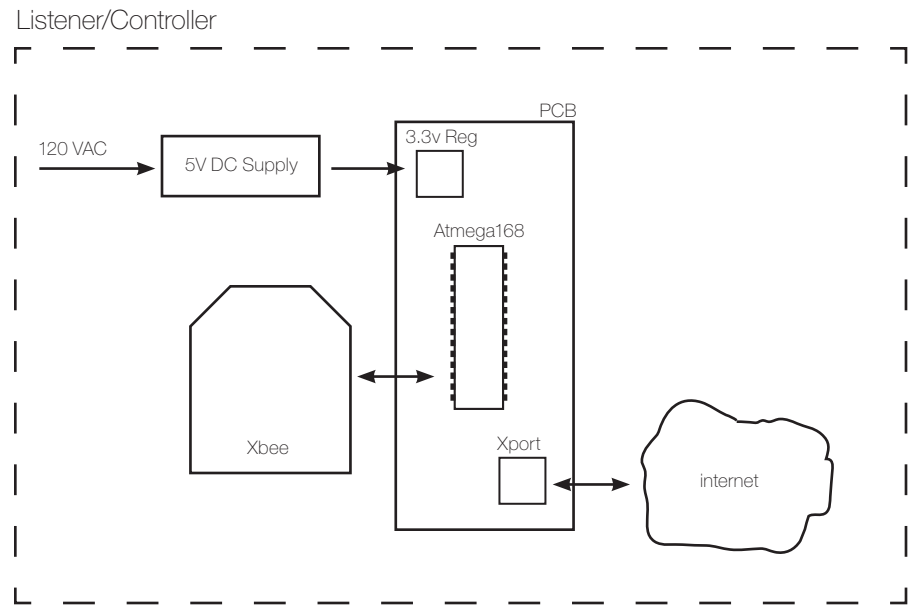 Listener/Controller
PCB
3.3v Reg
120 VAC
5V DC Supply
Atmega168
Xbee
Xport
internet